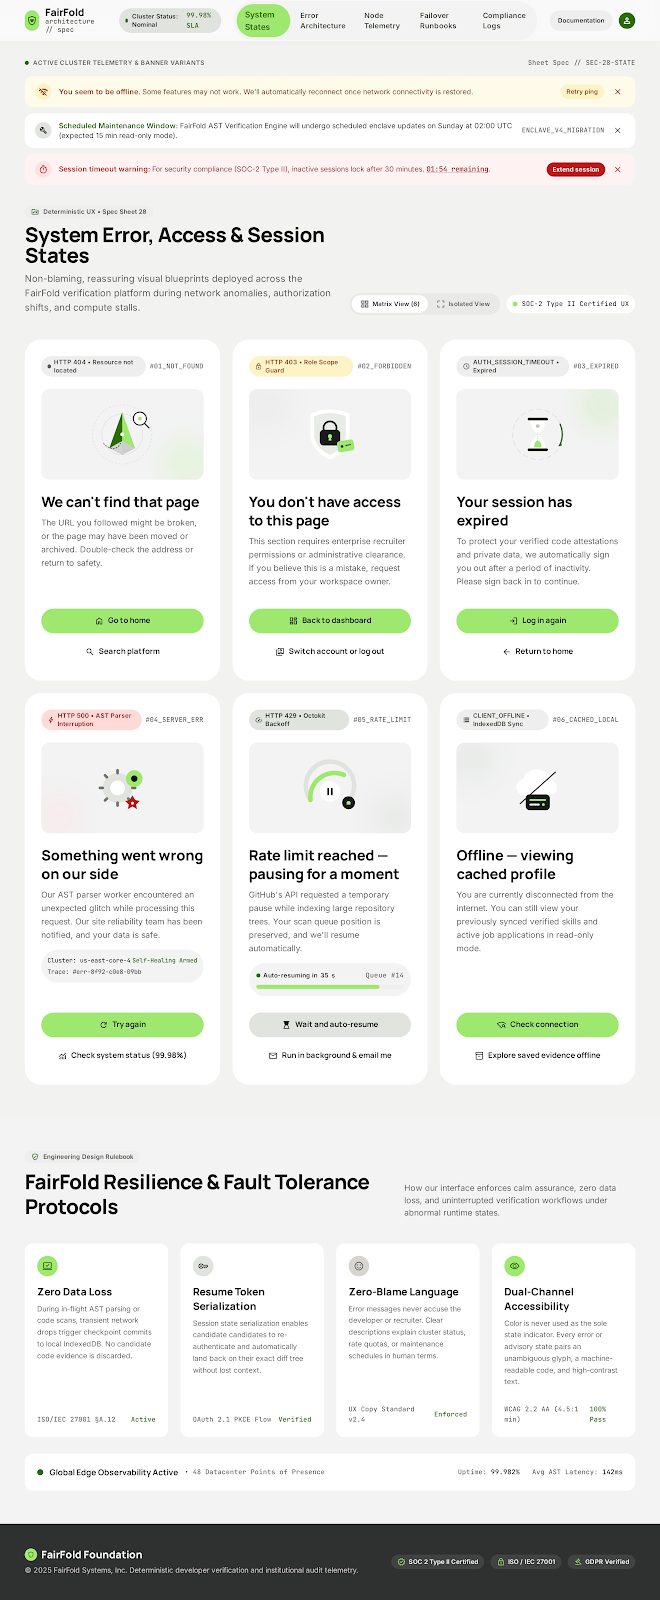 FairFold
architecture
// spec
Cluster Status:
Nominal
99.98%
SLA
System
States
Error
Architecture
Node
Telemetry
Failover
Runbooks
Compliance
Logs
Documentation
ACTIVE CLUSTER TELEMETRY & BANNER VARIANTS
Sheet Spec // SEC-28-STATE
You seem to be offline. Some features may not work. We'll automatically reconnect once network connectivity is restored.
Retry ping
Scheduled Maintenance Window: FairFold AST Verification Engine will undergo scheduled enclave updates on Sunday at 02:00 UTC
(expected 15 min read-only mode).
ENCLAVE_V4_MIGRATION
Session timeout warning: For security compliance (SOC-2 Type II), inactive sessions lock after 30 minutes. 01:54 remaining.
Extend session
Deterministic UX • Spec Sheet 28
System Error, Access & Session
States
Non-blaming, reassuring visual blueprints deployed across the
FairFold verification platform during network anomalies, authorization
shifts, and compute stalls.
Matrix View (6)
Isolated View
SOC-2 Type II Certified UX
HTTP 404 • Resource not
located
#01_NOT_FOUND
We can't find that page
The URL you followed might be broken,
or the page may have been moved or
archived. Double-check the address or
return to safety.
Go to home
Search platform
HTTP 403 • Role Scope
Guard
#02_FORBIDDEN
You don't have access
to this page
This section requires enterprise recruiter
permissions or administrative clearance.
If you believe this is a mistake, request
access from your workspace owner.
Back to dashboard
Switch account or log out
AUTH_SESSION_TIMEOUT •
Expired
#03_EXPIRED
Your session has
expired
To protect your verified code attestations
and private data, we automatically sign
you out after a period of inactivity.
Please sign back in to continue.
Log in again
Return to home
HTTP 500 • AST Parser
Interruption
#04_SERVER_ERR
Something went wrong
on our side
Our AST parser worker encountered an
unexpected glitch while processing this
request. Our site reliability team has been
notified, and your data is safe.
Cluster: us-east-core-4 Self-Healing Armed
Trace: #err-8f92-c0e8-09bb
Try again
Check system status (99.98%)
HTTP 429 • Octokit
Backoff
#05_RATE_LIMIT
Rate limit reached —
pausing for a moment
GitHub's API requested a temporary
pause while indexing large repository
trees. Your scan queue position is
preserved, and we'll resume
automatically.
Auto-resuming in 35 s
Queue #14
Wait and auto-resume
Run in background & email me
CLIENT_OFFLINE •
IndexedDB Sync
#06_CACHED_LOCAL
Offline — viewing
cached profile
You are currently disconnected from the
internet. You can still view your
previously synced verified skills and
active job applications in read-only
mode.
Check connection
Explore saved evidence offline
Engineering Design Rulebook
FairFold Resilience & Fault Tolerance
Protocols
How our interface enforces calm assurance, zero data
loss, and uninterrupted verification workflows under
abnormal runtime states.
Zero Data Loss
During in-flight AST parsing or
code scans, transient network
drops trigger checkpoint commits
to local IndexedDB. No candidate
code evidence is discarded.
ISO/IEC 27001 §A.12
Active
Resume Token
Serialization
Session state serialization enables
candidate candidates to re-
authenticate and automatically
land back on their exact diff tree
without lost context.
OAuth 2.1 PKCE Flow
Verified
Zero-Blame Language
Error messages never accuse the
developer or recruiter. Clear
descriptions explain cluster status,
rate quotas, or maintenance
schedules in human terms.
UX Copy Standard
v2.4
Enforced
Dual-Channel
Accessibility
Color is never used as the sole
state indicator. Every error or
advisory state pairs an
unambiguous glyph, a machine-
readable code, and high-contrast
text.
WCAG 2.2 AA (4.5:1
min)
100%
Pass
Global Edge Observability Active
• 48 Datacenter Points of Presence
Uptime: 99.982%
Avg AST Latency: 142ms
FairFold Foundation
© 2025 FairFold Systems, Inc. Deterministic developer verification and institutional audit telemetry.
SOC 2 Type II Certified
ISO / IEC 27001
GDPR Verified